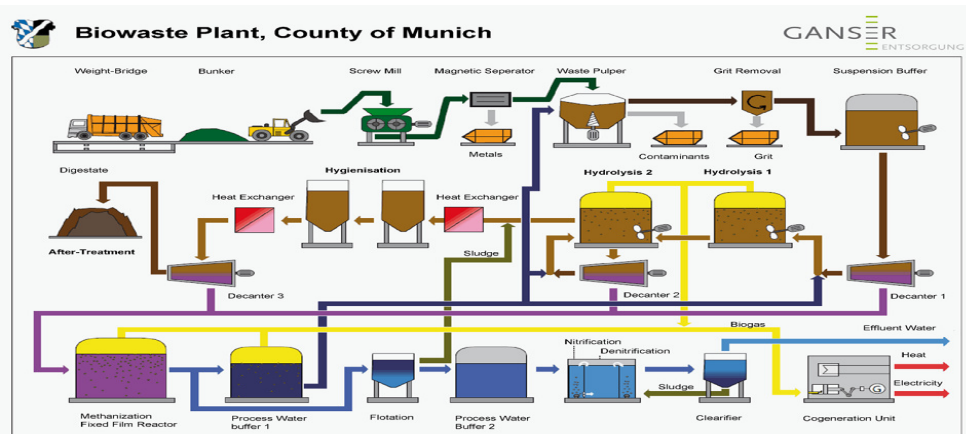 Biowaste Plant, County of Munich
GANSER
ENTSORGUNG
Weight-Bridge
Bunker
Screw Mill
Magnetic Seperator
Waste Pulper
Grit Removal
Suspension Buffer
Metals
Contaminants
Grit
Digestate
Hygienisation
Hydrolysis 2
Hydrolysis 1
Heat Exchanger
Heat Exchanger
After-Treatment
Sludge
Decanter 3
Decanter 2
Decanter 1
Biogas
Effluent Water
Nitrification
Denitrification
Heat
Sludge
Electricity
G
Methanization
Fixed Film Reactor
Process Water
buffer 1
Flotation
Process Water
Buffer 2
Clearifier
Cogeneration Unit